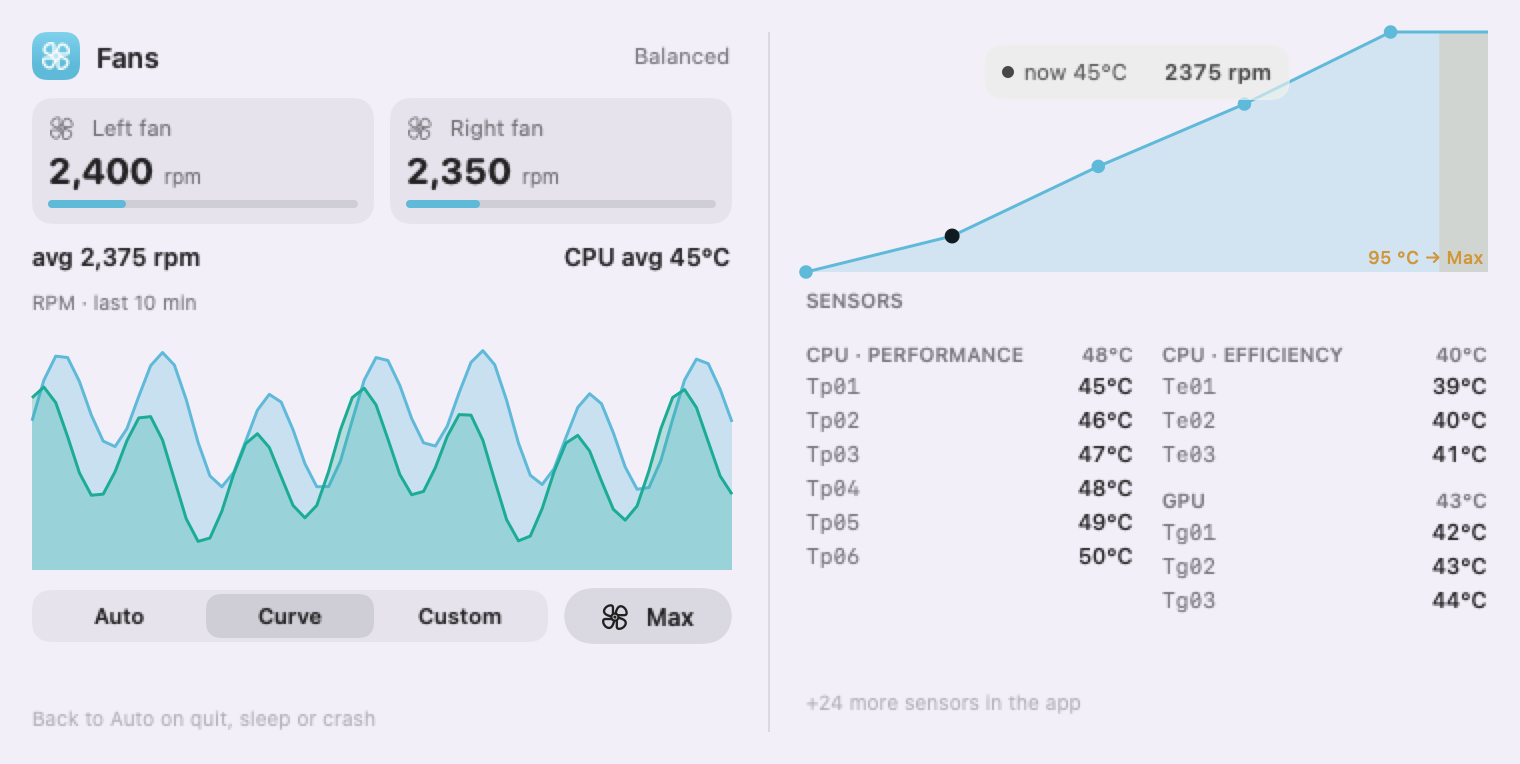 Fans
Balanced
Left fan
2,400 rpm
Right fan
2,350 rpm
avg 2,375 rpm
CPU avg 45°C
RPM · last 10 min
Auto
Curve
Custom
Max
Back to Auto on quit, sleep or crash
now 45°C 2375 rpm
95 °C → Max
SENSORS
CPU · PERFORMANCE 48°C
Tp01 45°C
Tp02 46°C
Tp03 47°C
Tp04 48°C
Tp05 49°C
Tp06 50°C
CPU · EFFICIENCY 40°C
Te01 39°C
Te02 40°C
Te03 41°C
GPU 43°C
Tg01 42°C
Tg02 43°C
Tg03 44°C
+24 more sensors in the app